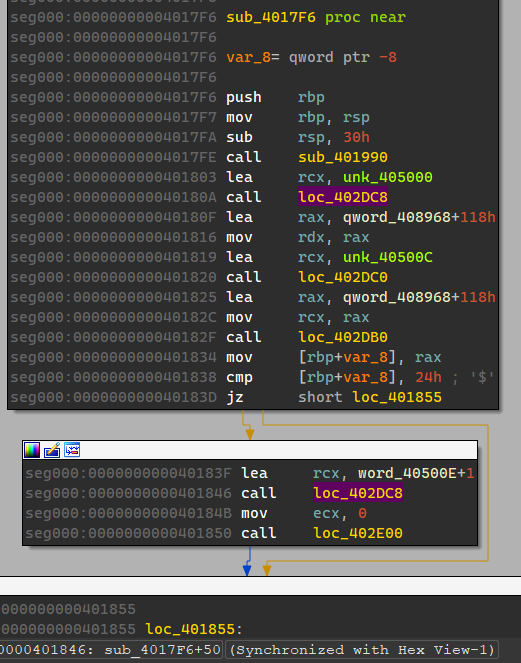 seg000:00000000004017F6 sub_4017F6 proc near
seg000:00000000004017F6
seg000:00000000004017F6 var_8= qword ptr -8
seg000:00000000004017F6
seg000:00000000004017F6 push rbp
seg000:00000000004017F7 mov rbp, rsp
seg000:00000000004017FA sub rsp, 30h
seg000:00000000004017FE call sub_401990
seg000:0000000000401803 lea rcx, unk_405000
seg000:000000000040180A call loc_402DC8
seg000:000000000040180F lea rax, qword_408968+118h
seg000:0000000000401816 mov rdx, rax
seg000:0000000000401819 lea rcx, unk_40500C
seg000:0000000000401820 call loc_402DC0
seg000:0000000000401825 lea rax, qword_408968+118h
seg000:000000000040182C mov rcx, rax
seg000:000000000040182F call loc_402DB0
seg000:0000000000401834 mov [rbp+var_8], rax
seg000:0000000000401838 cmp [rbp+var_8], 24h ; '$'
seg000:000000000040183D jz short loc_401855
seg000:000000000040183F lea rcx, word_40500E+1
seg000:0000000000401846 call loc_402DC8
seg000:000000000040184B mov ecx, 0
seg000:0000000000401850 call loc_402E00
0000000000401855
0000000000401855 loc_401855:
0000401846: sub_4017F6+50 (Synchronized with Hex View-1)